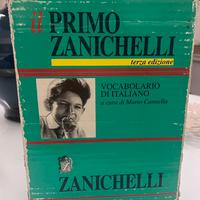 il PRIMO
ZANICHELLI
terza edizione
VOCABOLARIO
DI ITALIANO
a cura di Mario Cannella
ZANICHELLI